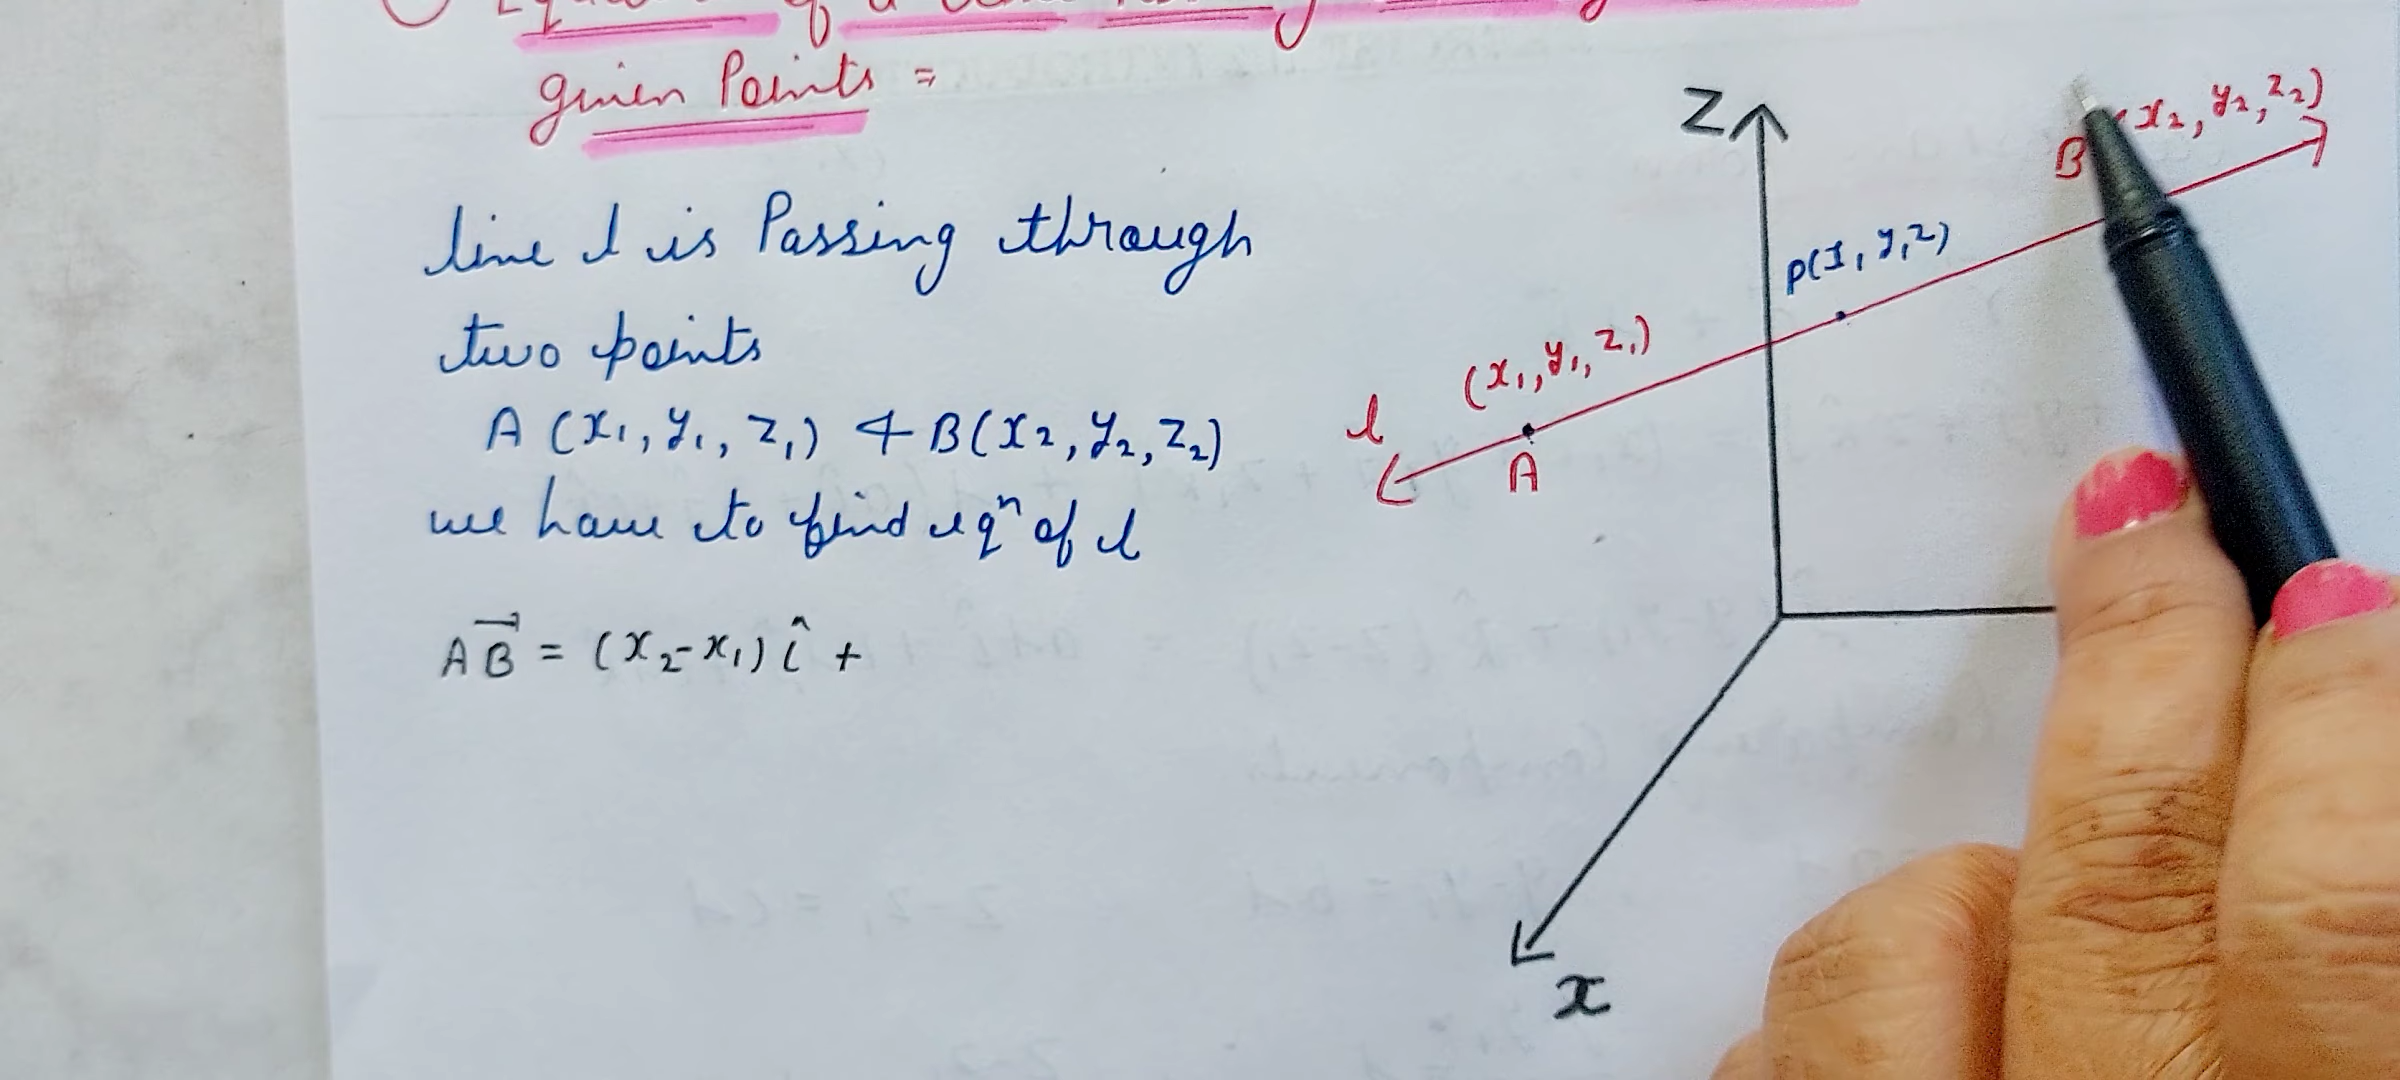 given Points =
line l is Passing through
two points
A (x₁, y₁, z₁) & B(x₂, y₂, z₂)
we have to find eqⁿ of l
AB⃗ = (x₂-x₁) î +
Z
B (x₂, y₂, z₂)
P(x, y, z)
(x₁, y₁, z₁)
l
A
x